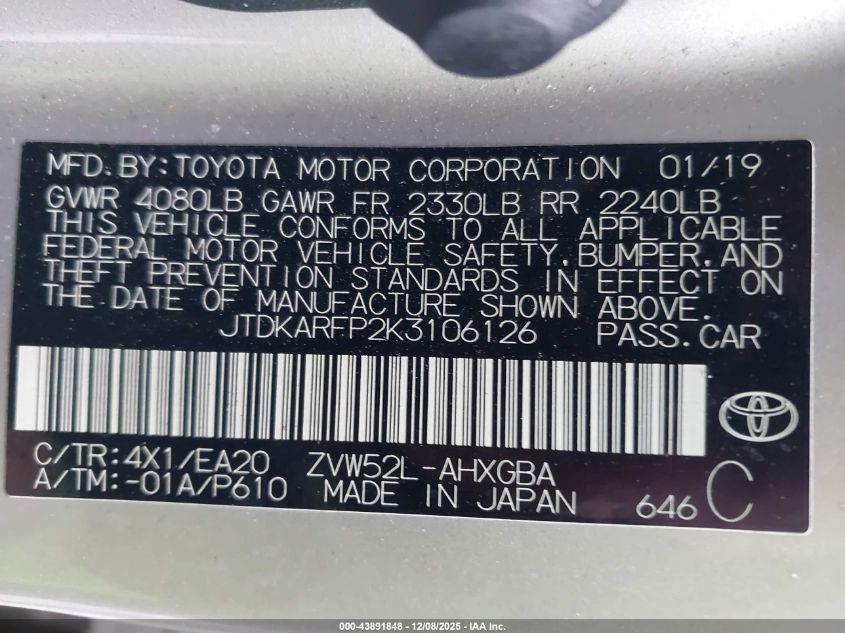 MFD. BY: TOYOTA MOTOR CORPORATION 01/19
GVWR 4080LB GAWR FR 2330LB RR 2240LB
THIS VEHICLE CONFORMS TO ALL APPLICABLE
FEDERAL MOTOR VEHICLE SAFETY, BUMPER, AND
THEFT PREVENTION STANDARDS IN EFFECT ON
THE DATE OF MANUFACTURE SHOWN ABOVE.
JTDKARFP2K3106126 PASS. CAR
C/TR: 4X1/EA20 ZVW52L-AHXGBA
A/TM: -01A/P610 MADE IN JAPAN 646 C
000-43891848 - 12/08/2025 - IAA Inc.